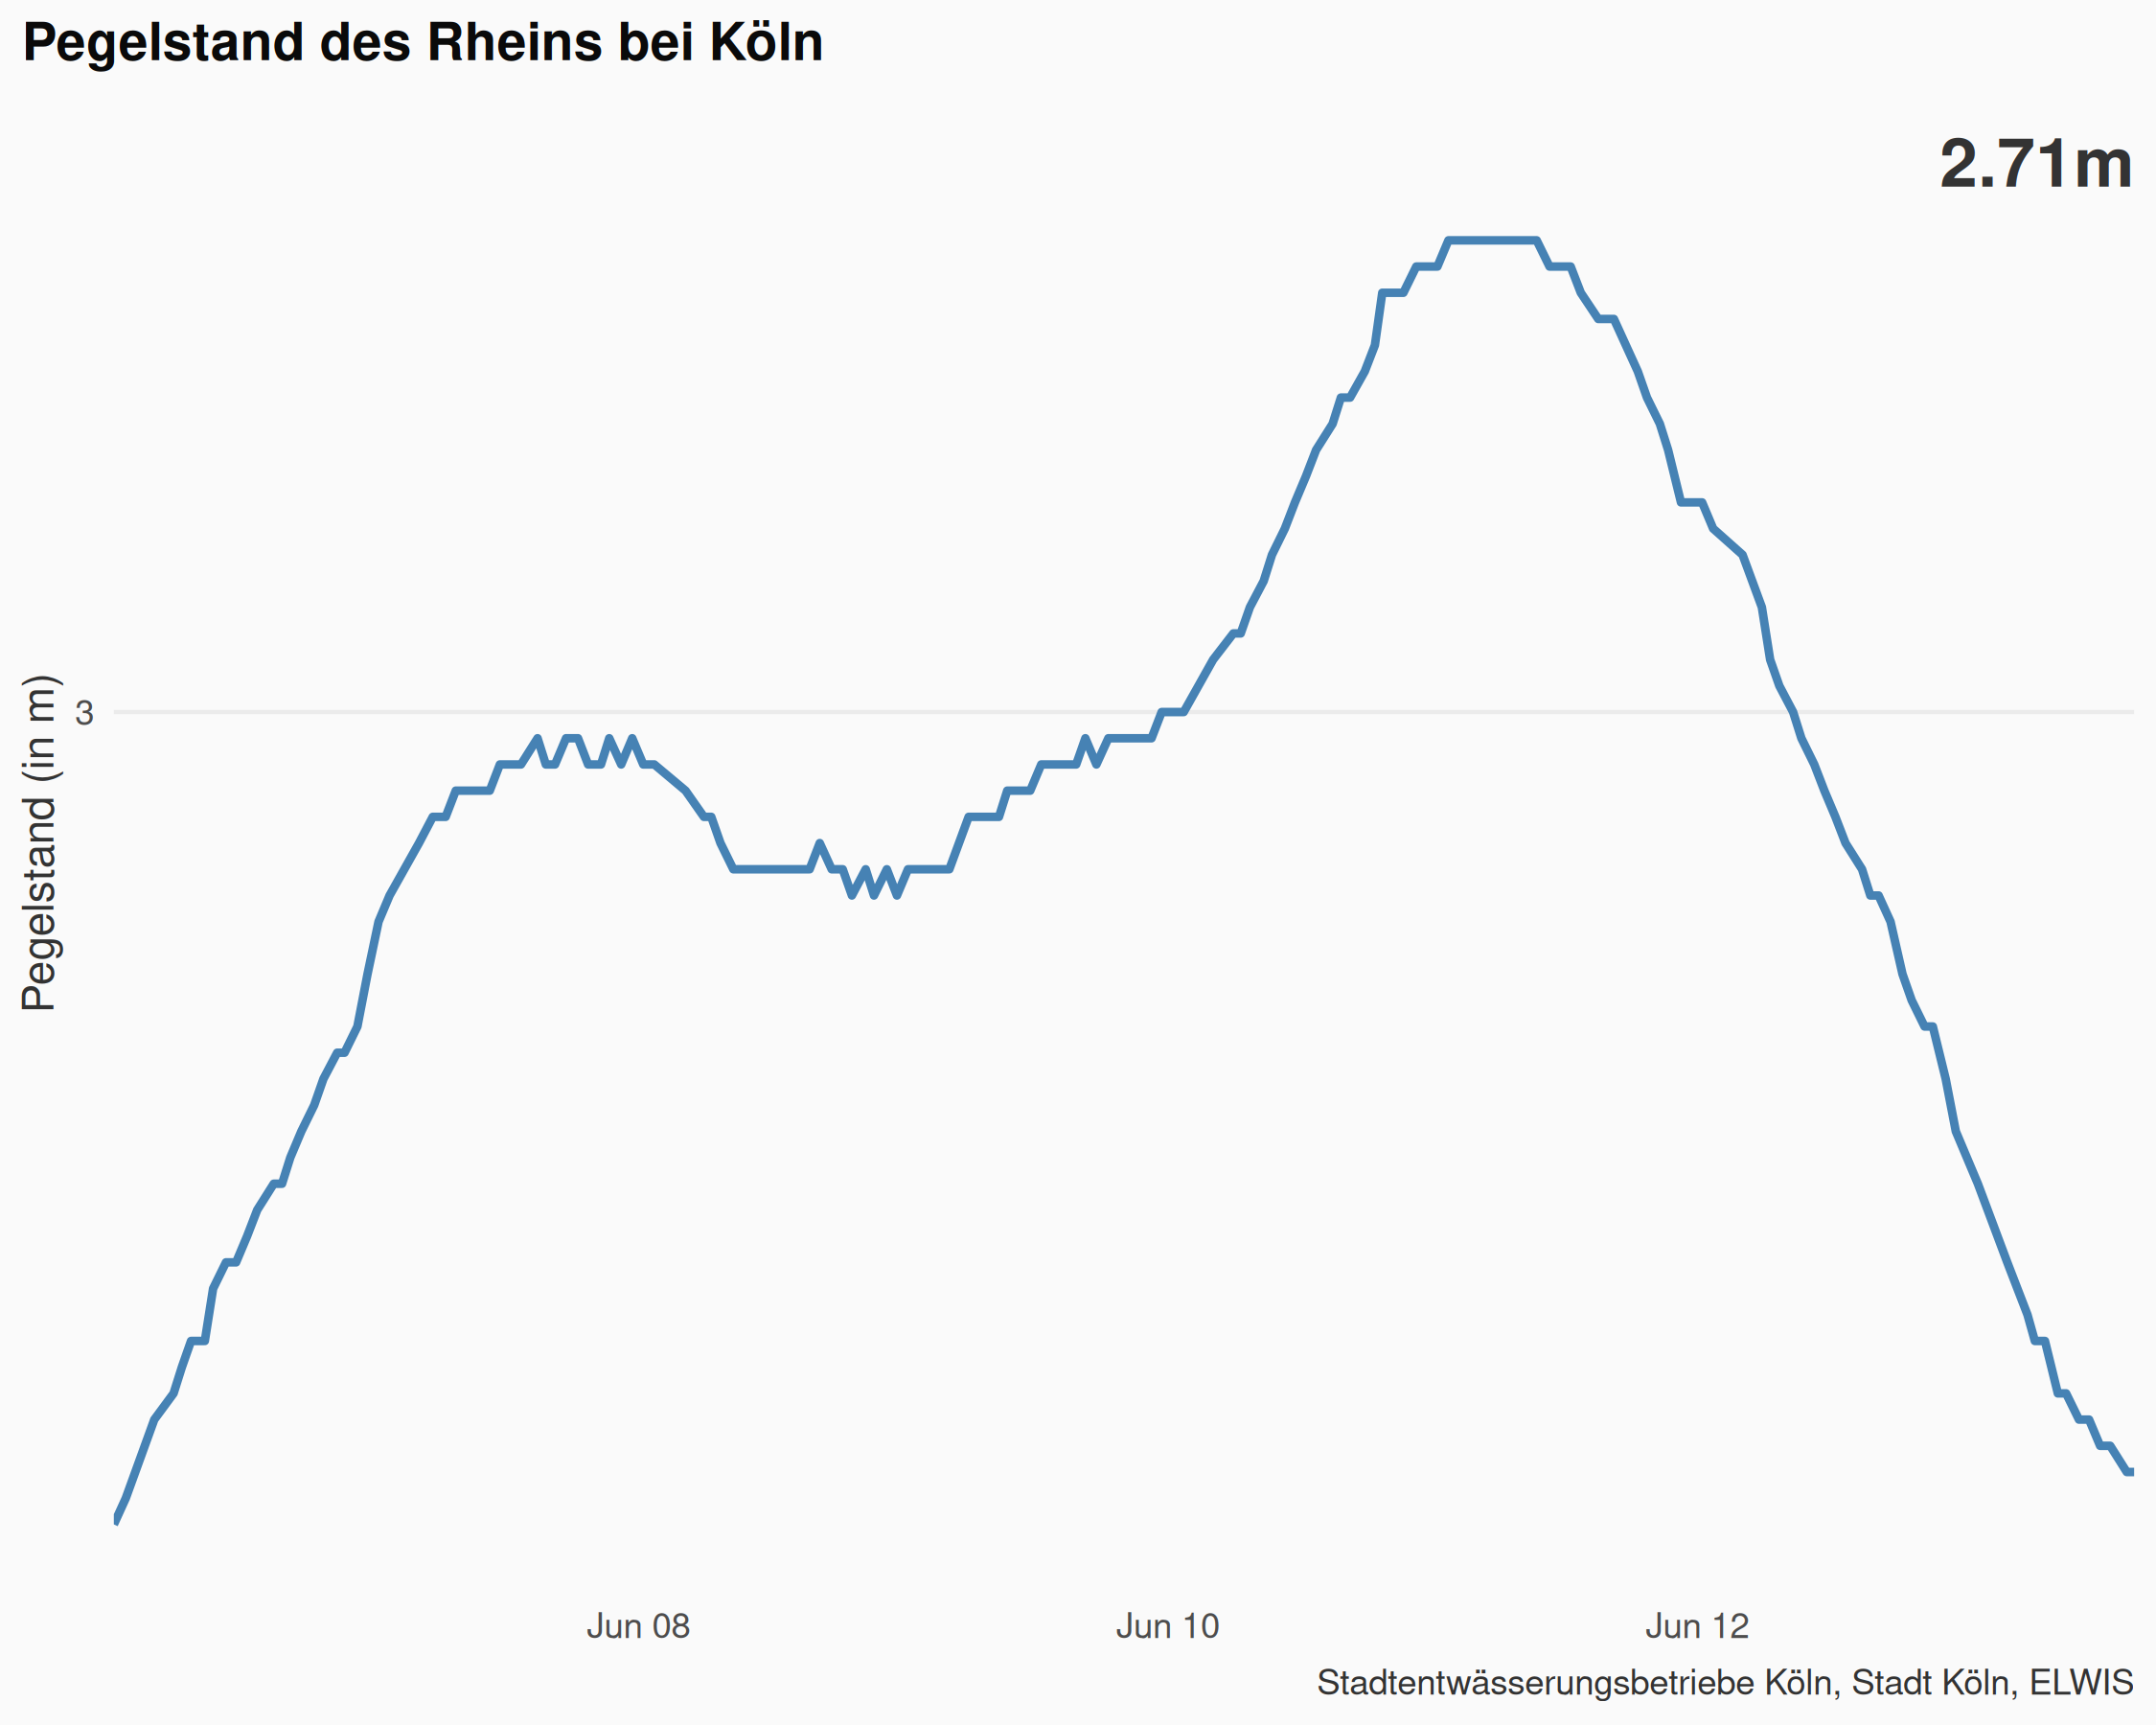 Pegelstand des Rheins bei Köln
2.71m
Pegelstand (in m)
3
Jun 08
Jun 10
Jun 12
Stadtentwässerungsbetriebe Köln, Stadt Köln, ELWIS